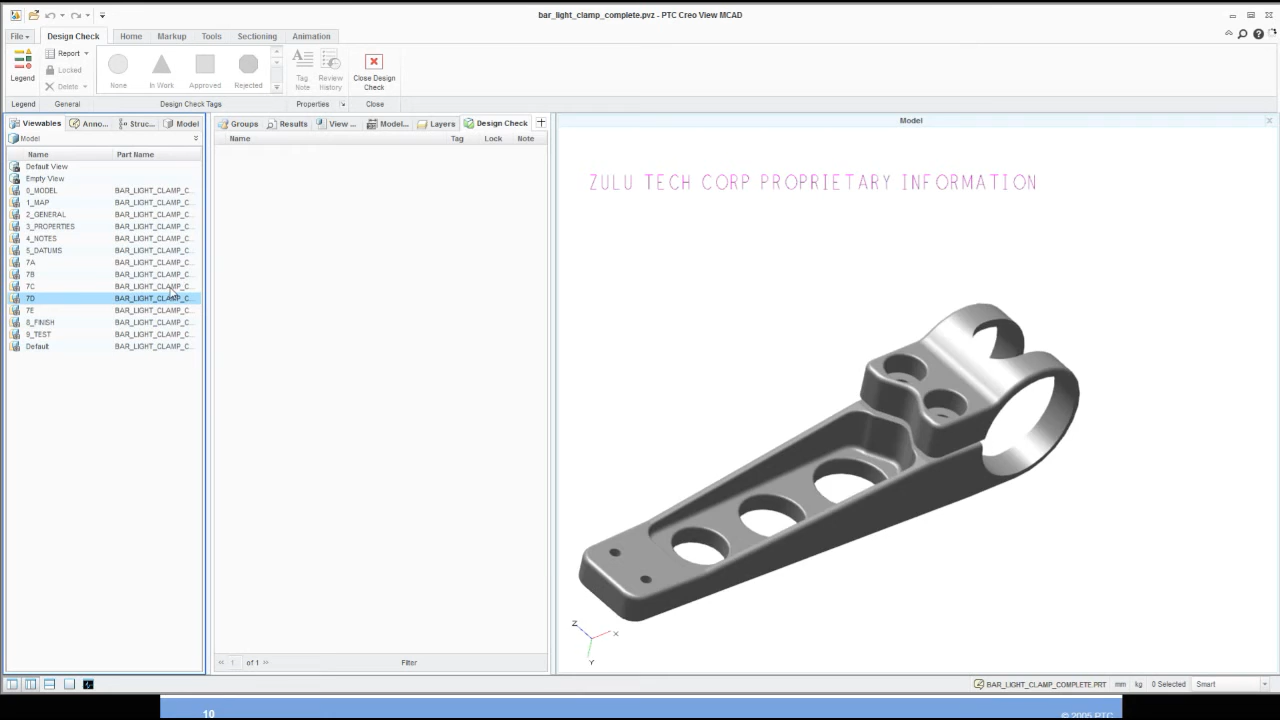 bar_light_clamp_complete.pvz - PTC Creo View MCAD
File Design Check Home Markup Tools Sectioning Animation
Legend
Report
Locked
Delete
None In Work Approved Rejected
Tag Note
Review History
Close Design Check
Legend General Design Check Tags Properties Close
Viewables Anno... Struc... Model
Groups Results View ... Model... Layers Design Check
Model
Model
Name Part Name
Name Tag Lock Note
Default View
Empty View
0_MODEL BAR_LIGHT_CLAMP_C...
1_MAP BAR_LIGHT_CLAMP_C...
2_GENERAL BAR_LIGHT_CLAMP_C...
3_PROPERTIES BAR_LIGHT_CLAMP_C...
4_NOTES BAR_LIGHT_CLAMP_C...
5_DATUMS BAR_LIGHT_CLAMP_C...
7A BAR_LIGHT_CLAMP_C...
7B BAR_LIGHT_CLAMP_C...
7C BAR_LIGHT_CLAMP_C...
7D BAR_LIGHT_CLAMP_C...
7E BAR_LIGHT_CLAMP_C...
8_FINISH BAR_LIGHT_CLAMP_C...
9_TEST BAR_LIGHT_CLAMP_C...
Default BAR_LIGHT_CLAMP_C...
ZULU TECH CORP PROPRIETARY INFORMATION
Z X
Y
« 1 of 1 » Filter
BAR_LIGHT_CLAMP_COMPLETE.PRT mm kg 0 Selected Smart
10 © 2005 PTC